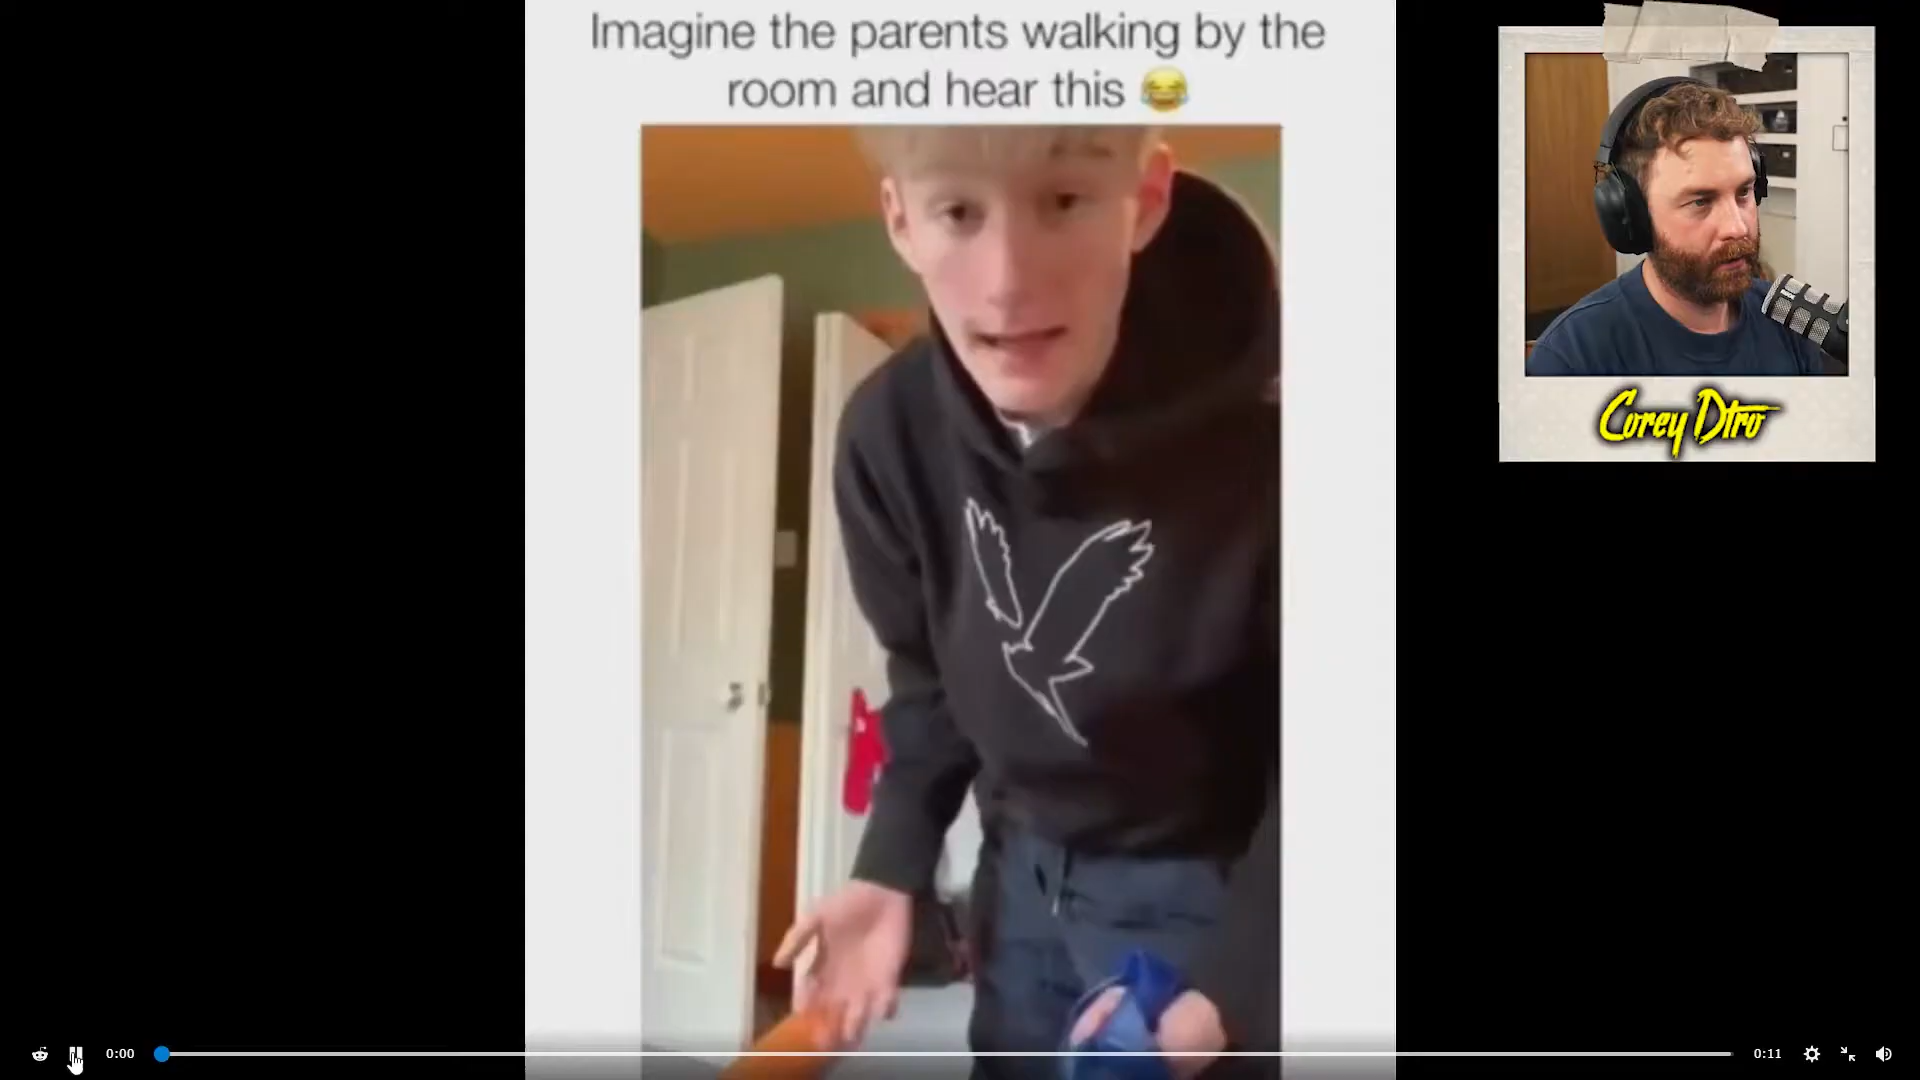 Imagine the parents walking by the
room and hear this 😂
Corey Dtro
0:00
0:11